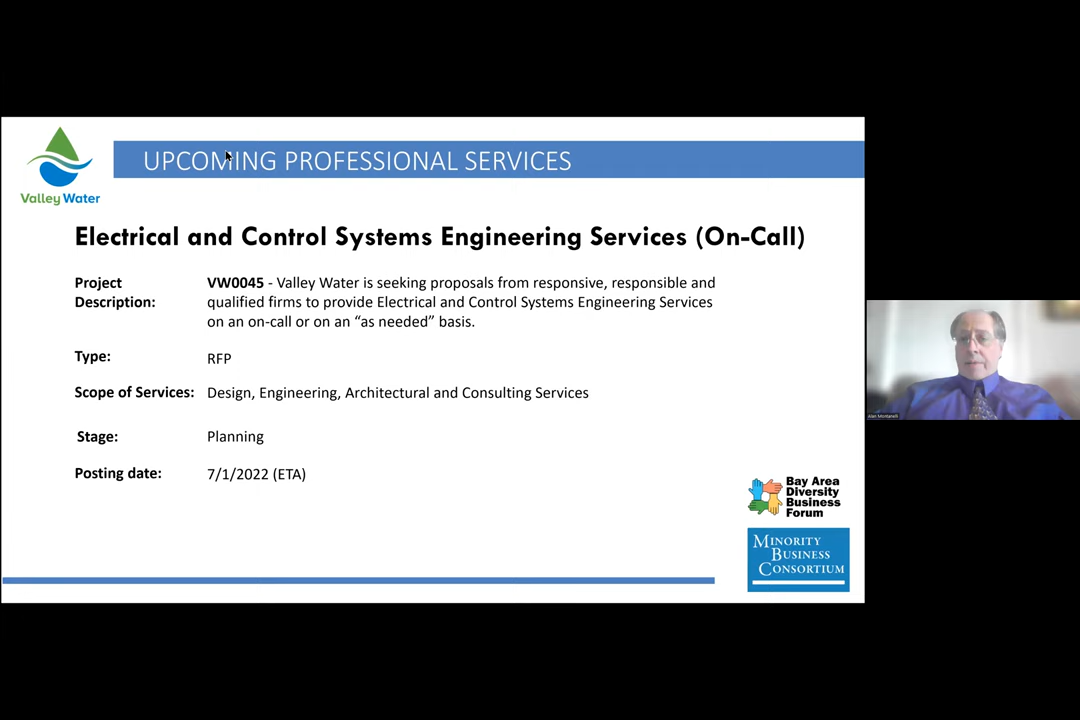 UPCOMING PROFESSIONAL SERVICES
Valley Water
Electrical and Control Systems Engineering Services (On-Call)
Project
Description:
VW0045 - Valley Water is seeking proposals from responsive, responsible and
qualified firms to provide Electrical and Control Systems Engineering Services
on an on-call or on an “as needed” basis.
Type:
RFP
Scope of Services:
Design, Engineering, Architectural and Consulting Services
Stage:
Planning
Posting date:
7/1/2022 (ETA)
Bay Area
Diversity
Business
Forum
MINORITY
BUSINESS
CONSORTIUM
Alan Montanelli